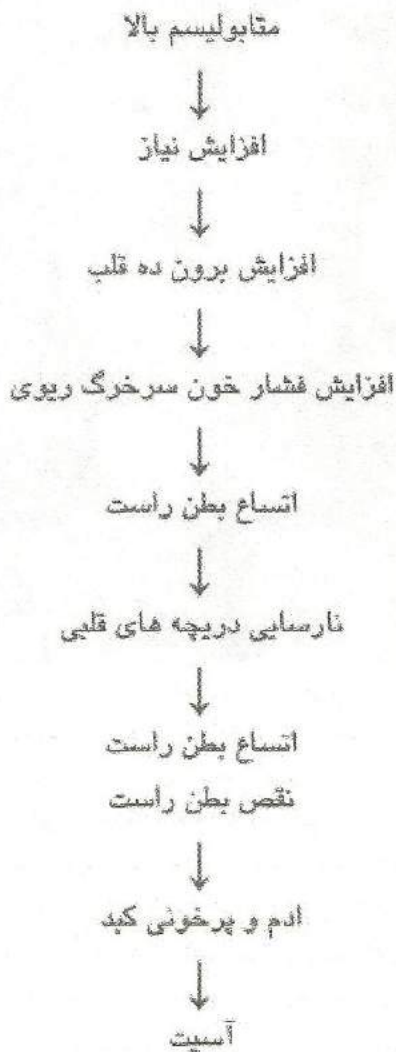 متابولیسم بالا
افزایش نیاز
افزایش برون ده قلب
افزایش فشار خون سرخرگ ریوی
اتساع بطن راست
نارسایی دریچه های قلبی
اتساع بطن راست
نقص بطن راست
ادم و پرخونی کبد
آسیت